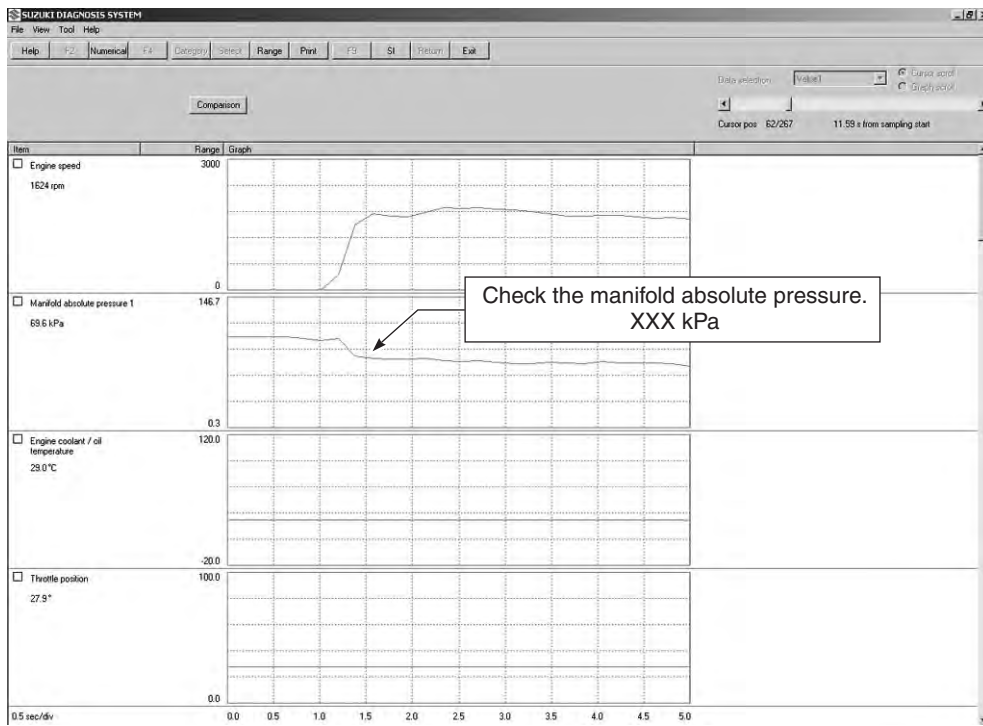 SUZUKI DIAGNOSIS SYSTEM
File View Tool Help
Help F2 Numerical F4 Category Select Range Print F9 SI Return Exit
Data selection Value1 Cursor scroll
Graph scroll
Comparison
Cursor pos 62/267 11.59 s from sampling start
Item Range Graph
Engine speed 3000
1624 rpm
0
Manifold absolute pressure 1 146.7
69.6 kPa
Check the manifold absolute pressure.
XXX kPa
0.3
Engine coolant / oil temperature 120.0
29.0°C
-20.0
Throttle position 100.0
27.9°
0.0
0.5 sec/div 0.0 0.5 1.0 1.5 2.0 2.5 3.0 3.5 4.0 4.5 5.0